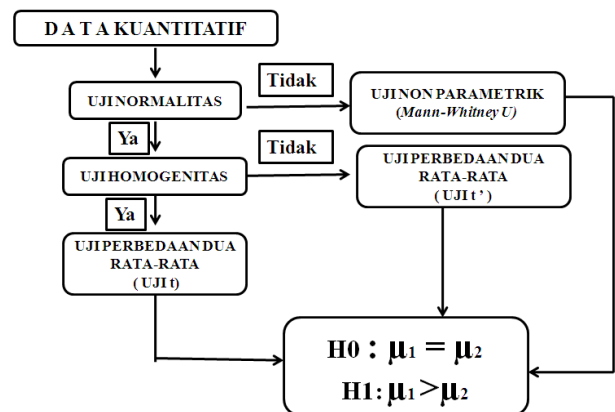 D A T A KUANTITATIF
Tidak
UJI NORMALITAS
UJI NON PARAMETRIK
(Mann-Whitney U)
Ya
Tidak
UJI HOMOGENITAS
UJI PERBEDAAN DUA
RATA-RATA
( UJI t ’ )
Ya
UJI PERBEDAAN DUA
RATA-RATA
( UJI t)
H0 : μ₁ = μ₂
H1: μ₁ > μ₂